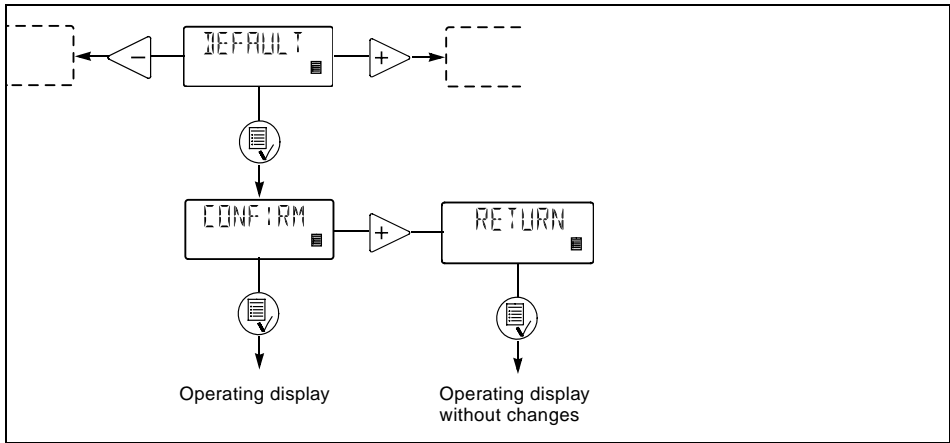 DEFAULT
-
+
CONFIRM
+
RETURN
Operating display
Operating display
without changes